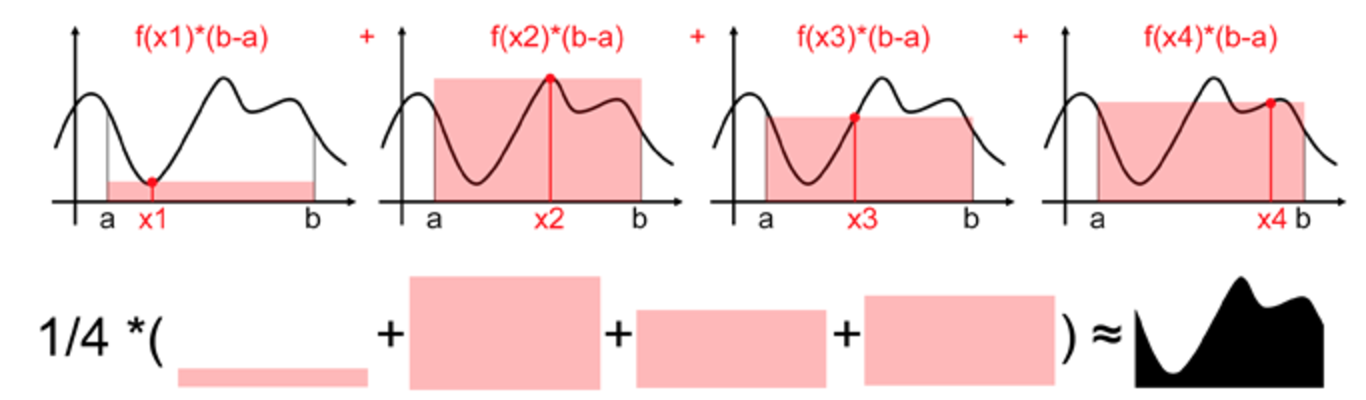 f(x1)*(b-a) + f(x2)*(b-a) + f(x3)*(b-a) + f(x4)*(b-a)
a x1 b a x2 b a x3 b a x4 b
1/4 *( + + + ) ≈